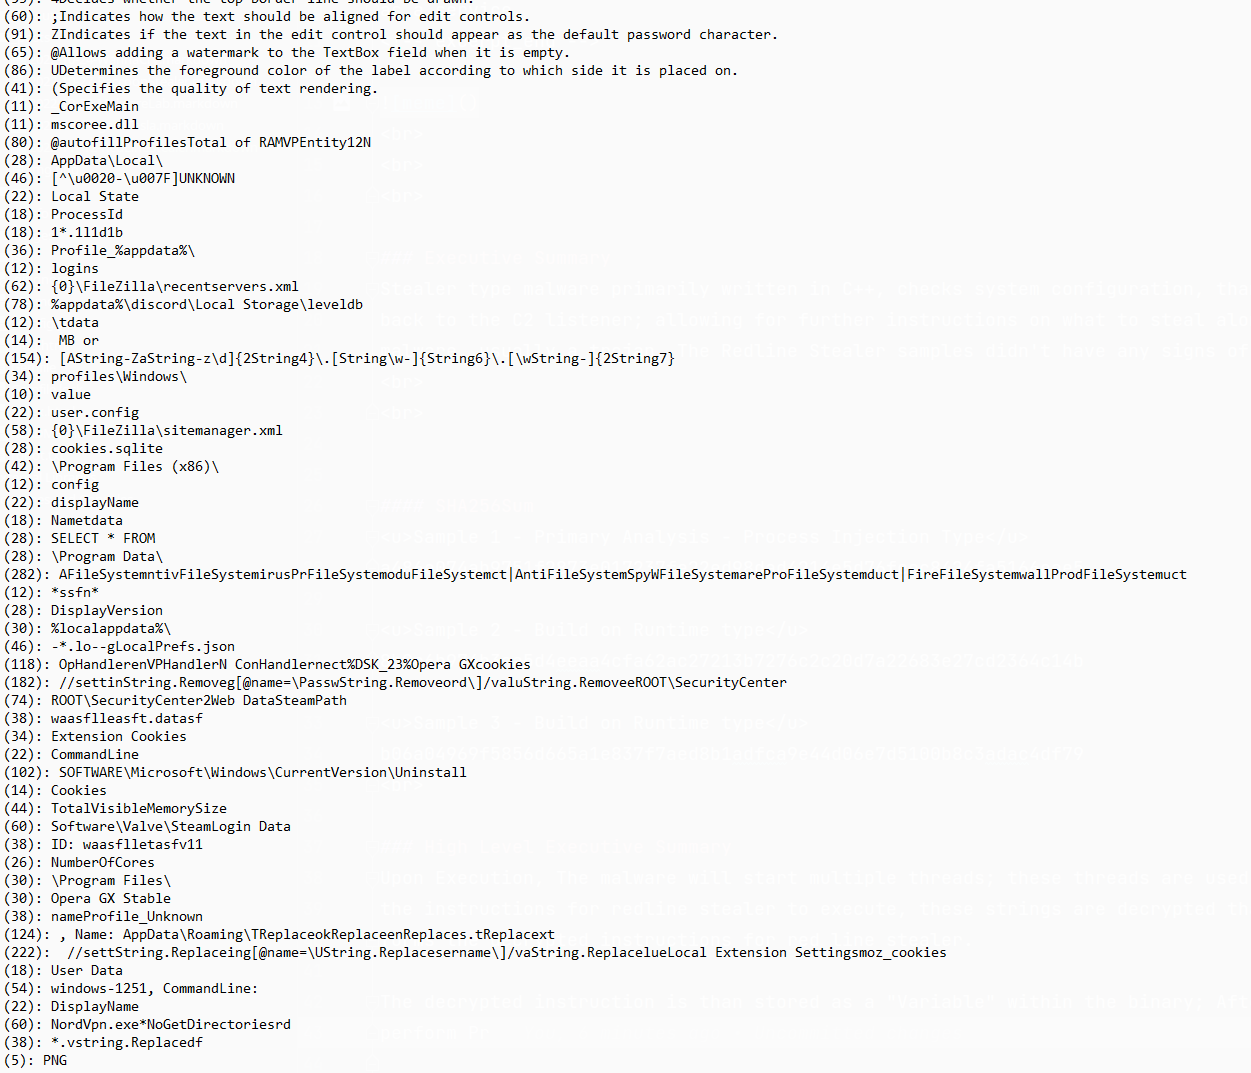 (60): ;Indicates how the text should be aligned for edit controls.
(91): ZIndicates if the text in the edit control should appear as the default password character.
(65): @Allows adding a watermark to the TextBox field when it is empty.
(86): UDetermines the foreground color of the label according to which side it is placed on.
(41): (Specifies the quality of text rendering.
(11): _CorExeMain
(11): mscoree.dll
(80): @autofillProfilesTotal of RAMVPEntity12N
(28): AppData\Local\
(46): [^\u0020-\u007F]UNKNOWN
(22): Local State
(18): ProcessId
(18): 1*.1l1d1b
(36): Profile_%appdata%\
(12): logins
(62): {0}\FileZilla\recentservers.xml
(78): %appdata%\discord\Local Storage\leveldb
(12): \tdata
(14):  MB or
(154): [AString-ZaString-z\d]{2String4}\.[String\w-]{String6}\.[\wString-]{2String7}
(34): profiles\Windows\
(10): value
(22): user.config
(58): {0}\FileZilla\sitemanager.xml
(28): cookies.sqlite
(42): \Program Files (x86)\
(12): config
(22): displayName
(18): Nametdata
(28): SELECT * FROM
(28): \Program Data\
(282): AFileSystemntivFileSystemirusPrFileSystemoduFileSystemct|AntiFileSystemSpyWFileSystemareProFileSystemduct|FireFileSystemwallProdFileSystemuct
(12): *ssfn*
(28): DisplayVersion
(30): %localappdata%\
(46): -*.lo--gLocalPrefs.json
(118): OpHandlerenVPHandlerN ConHandlernect%DSK_23%Opera GXcookies
(182): //settinString.Removeg[@name=\PasswString.Removeord\]/valuString.RemoveeROOT\SecurityCenter
(74): ROOT\SecurityCenter2Web DataSteamPath
(38): waasflleasft.datasf
(34): Extension Cookies
(22): CommandLine
(102): SOFTWARE\Microsoft\Windows\CurrentVersion\Uninstall
(14): Cookies
(44): TotalVisibleMemorySize
(60): Software\Valve\SteamLogin Data
(38): ID: waasflletasfv11
(26): NumberOfCores
(30): \Program Files\
(30): Opera GX Stable
(38): nameProfile_Unknown
(124): , Name: AppData\Roaming\TReplaceokReplaceenReplaces.tReplacext
(222):  //settString.Replaceing[@name=\UString.Replacesername\]/vaString.ReplacelueLocal Extension Settingsmoz_cookies
(18): User Data
(54): windows-1251, CommandLine:
(22): DisplayName
(60): NordVpn.exe*NoGetDirectoriesrd
(38): *.vstring.Replacedf
(5): PNG